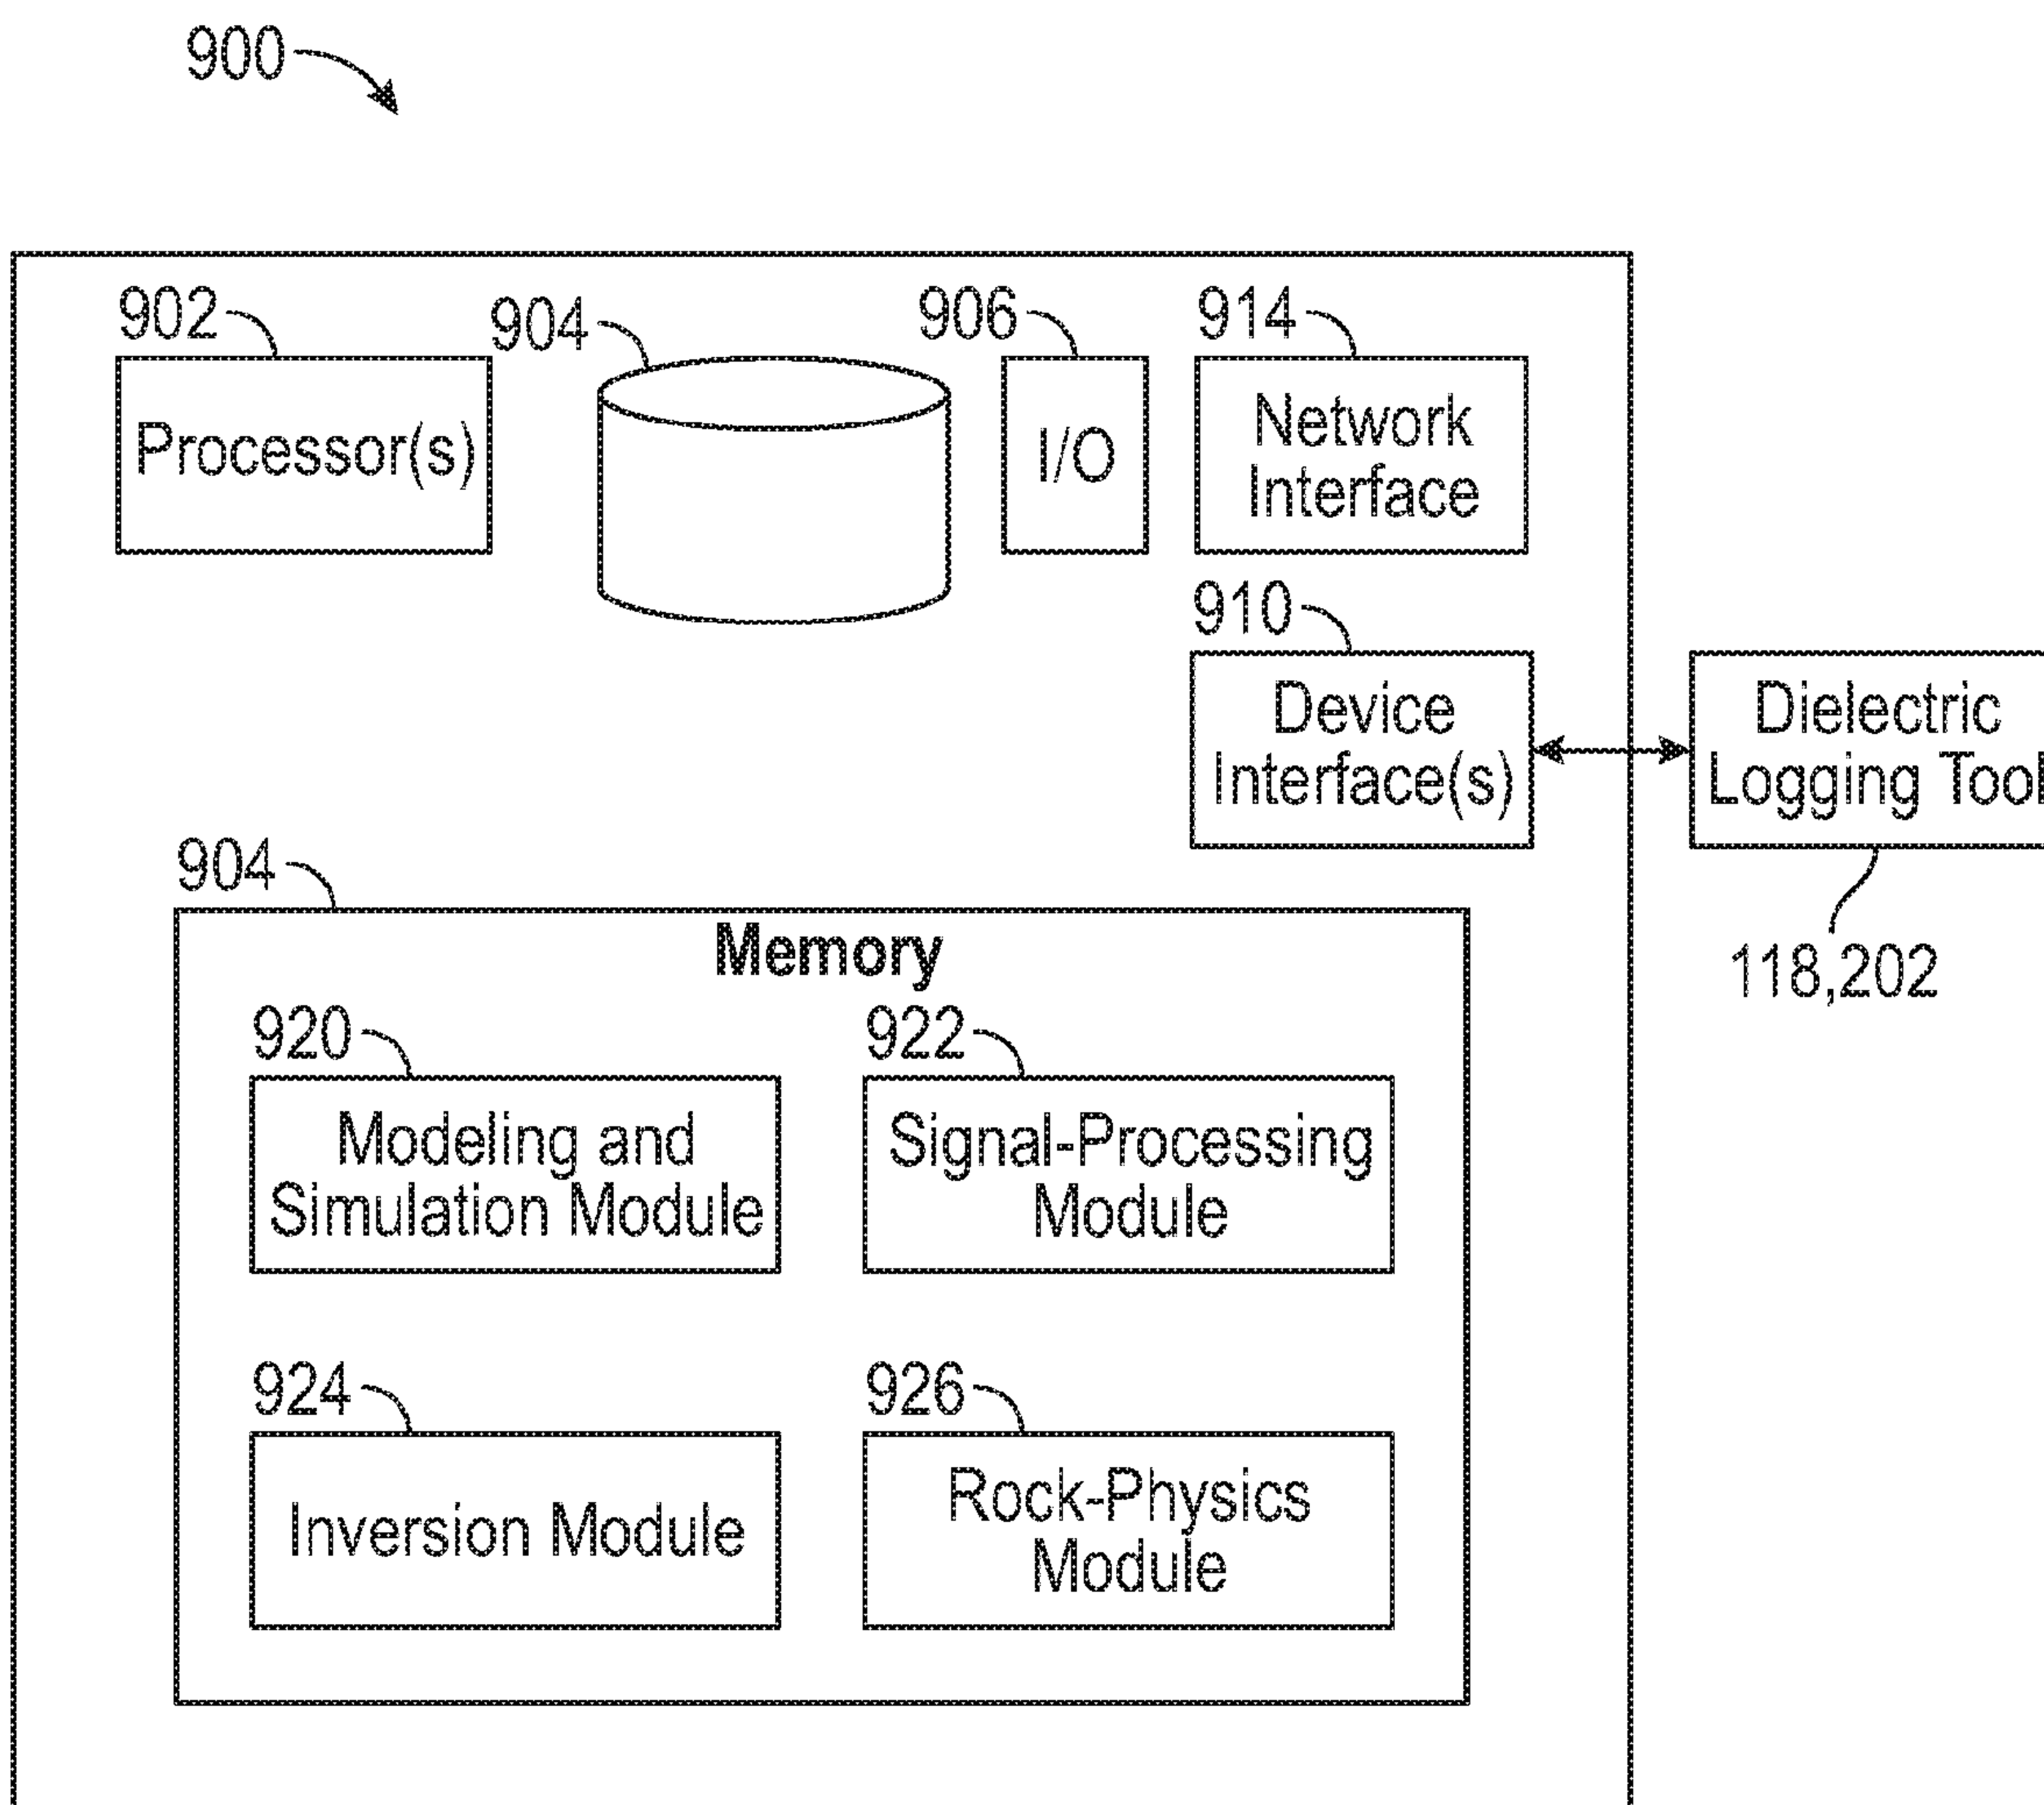 900
902
904
906
914
Processor(s)
I/O
Network
Interface
910
Device
Interface(s)
Dielectric
Logging Tool
118,202
904
Memory
920
922
Modeling and
Simulation Module
Signal-Processing
Module
924
926
Inversion Module
Rock-Physics
Module